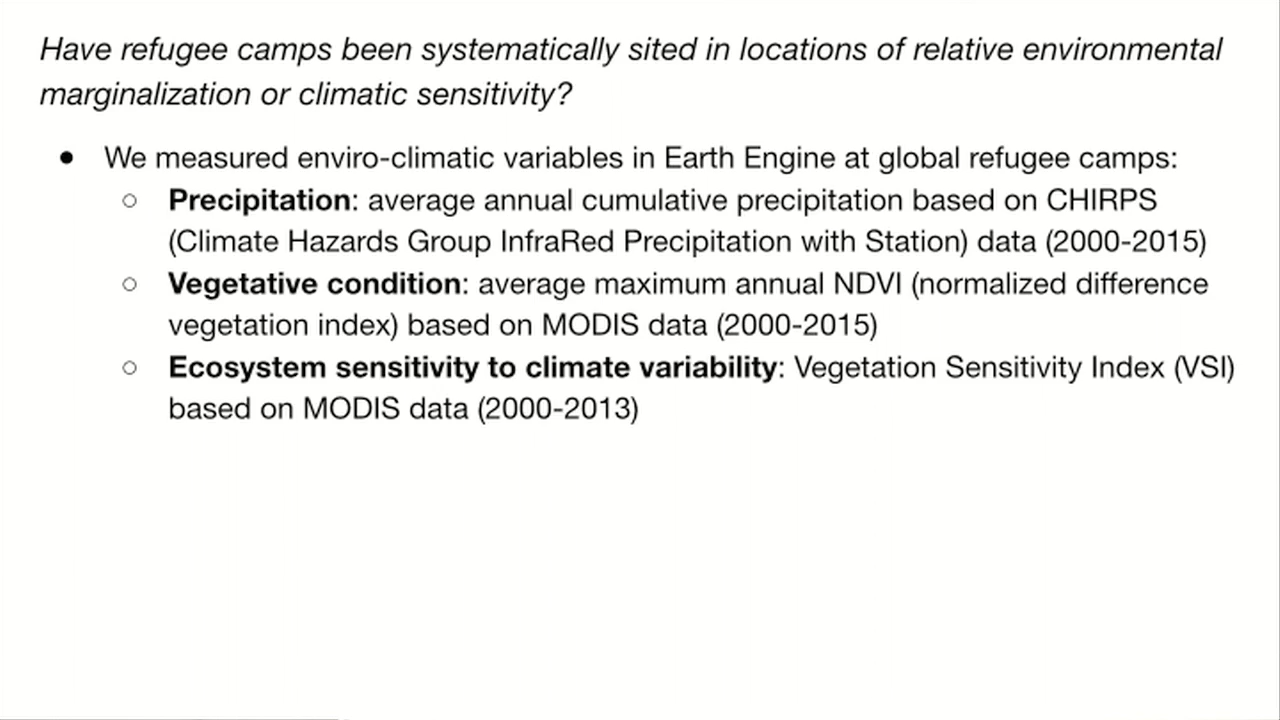 Have refugee camps been systematically sited in locations of relative environmental
marginalization or climatic sensitivity?
● We measured enviro-climatic variables in Earth Engine at global refugee camps:
○ Precipitation: average annual cumulative precipitation based on CHIRPS
(Climate Hazards Group InfraRed Precipitation with Station) data (2000-2015)
○ Vegetative condition: average maximum annual NDVI (normalized difference
vegetation index) based on MODIS data (2000-2015)
○ Ecosystem sensitivity to climate variability: Vegetation Sensitivity Index (VSI)
based on MODIS data (2000-2013)